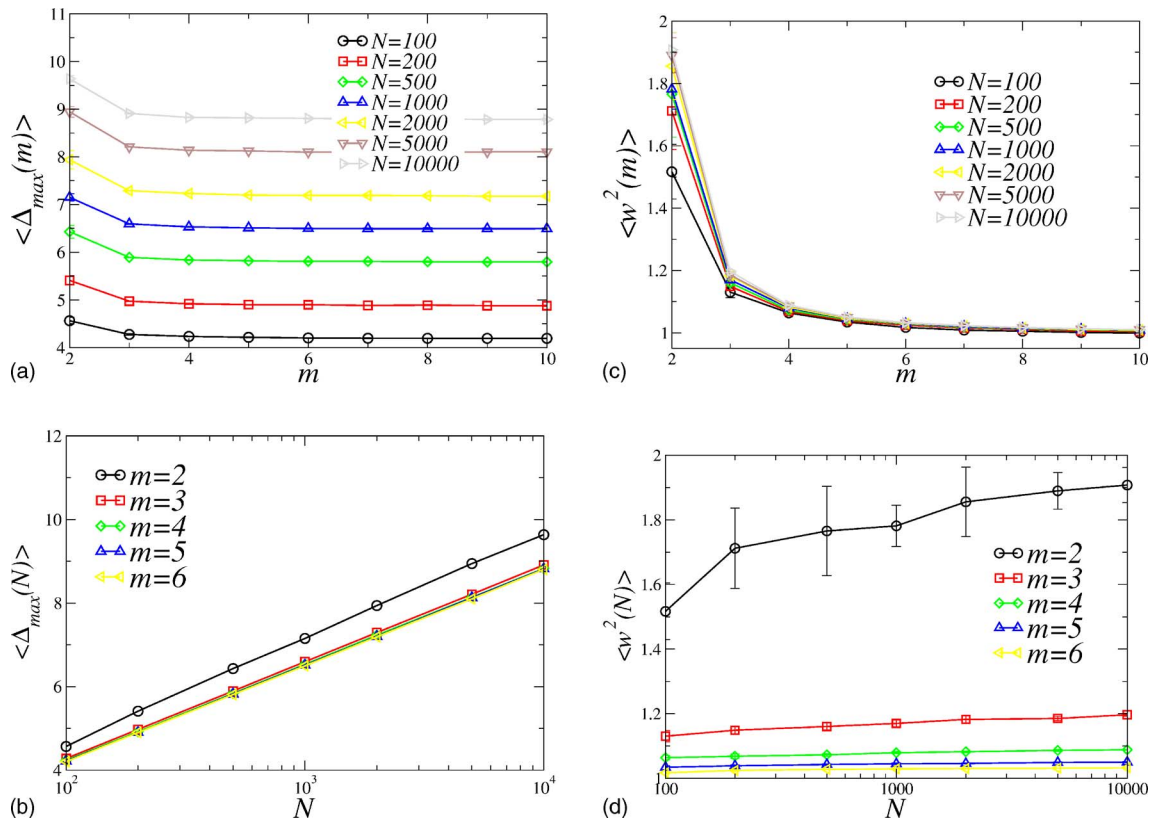 11
10
9
8
7
6
5
4
2
4
6
8
10
<Δmax(m)>
m
N=100
N=200
N=500
N=1000
N=2000
N=5000
N=10000
(a)
2
1.8
1.6
1.4
1.2
1
2
4
6
8
10
<w²(m)>
m
N=100
N=200
N=500
N=1000
N=2000
N=5000
N=10000
(c)
12
10
8
6
4
10²
10³
10⁴
<Δmax(N)>
N
m=2
m=3
m=4
m=5
m=6
(b)
2
1.8
1.6
1.4
1.2
1
100
1000
10000
<w²(N)>
N
m=2
m=3
m=4
m=5
m=6
(d)